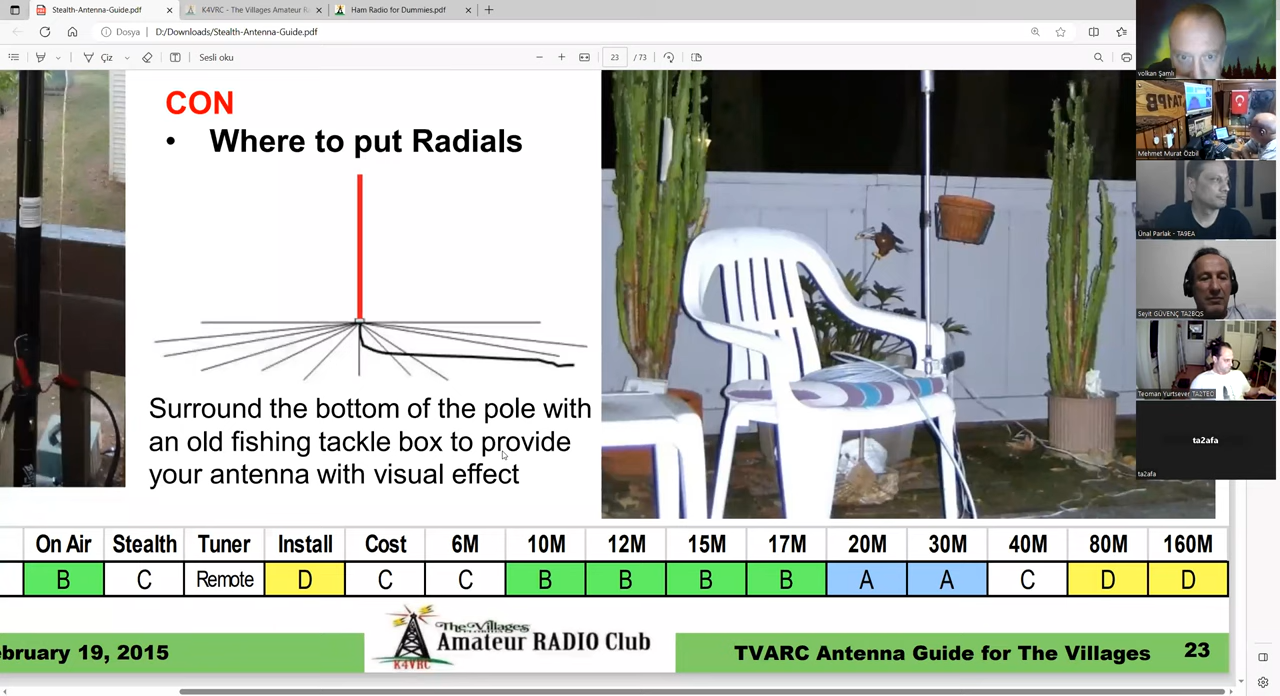 Stealth-Antenna-Guide.pdf
K4VRC - The Villages Amateur R
Ham Radio for Dummies.pdf
Dosya
D:/Downloads/Stealth-Antenna-Guide.pdf
Çiz
Sesli oku
23
/ 73
CON
• Where to put Radials
Surround the bottom of the pole with
an old fishing tackle box to provide
your antenna with visual effect
On Air Stealth Tuner Install Cost 6M 10M 12M 15M 17M 20M 30M 40M 80M 160M
B C Remote D C C B B B B A A C D D
The Villages
Amateur RADIO Club
K4VRC
ebruary 19, 2015
TVARC Antenna Guide for The Villages 23
volkan Şamlı
TA1PB
Mehmet Murat Özbil
Ünal Parlak - TA9EA
Seyit GÜVENÇ TA2BQS
Teoman Yurtsever TA2TEO
ta2afa
ta2afa